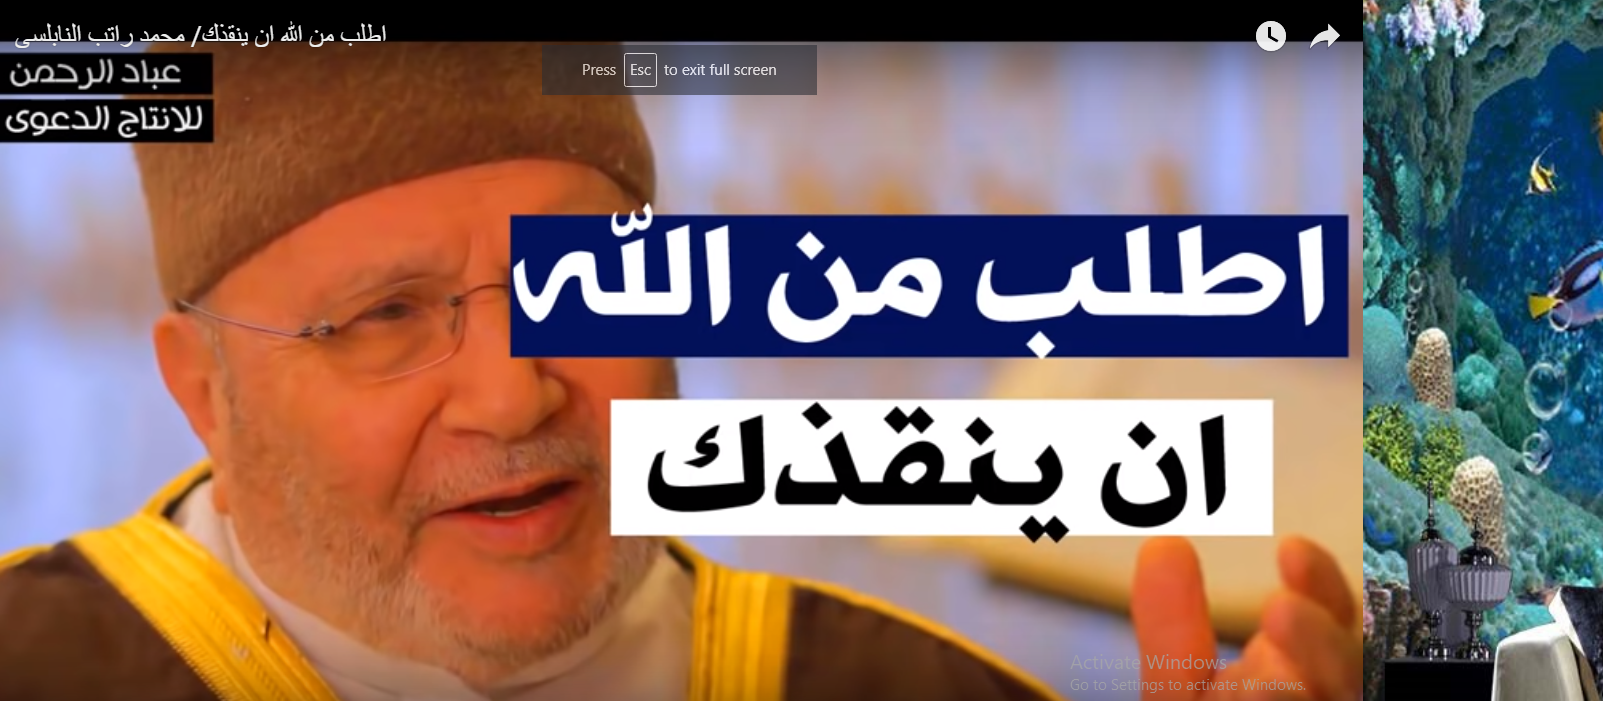 اطلب من الله ان ينقذك/ محمد راتب النابلسي
عباد الرحمن
للانتاج الدعوى
Press Esc to exit full screen
اطلب من الله
ان ينقذك
Activate Windows
Go to Settings to activate Windows.